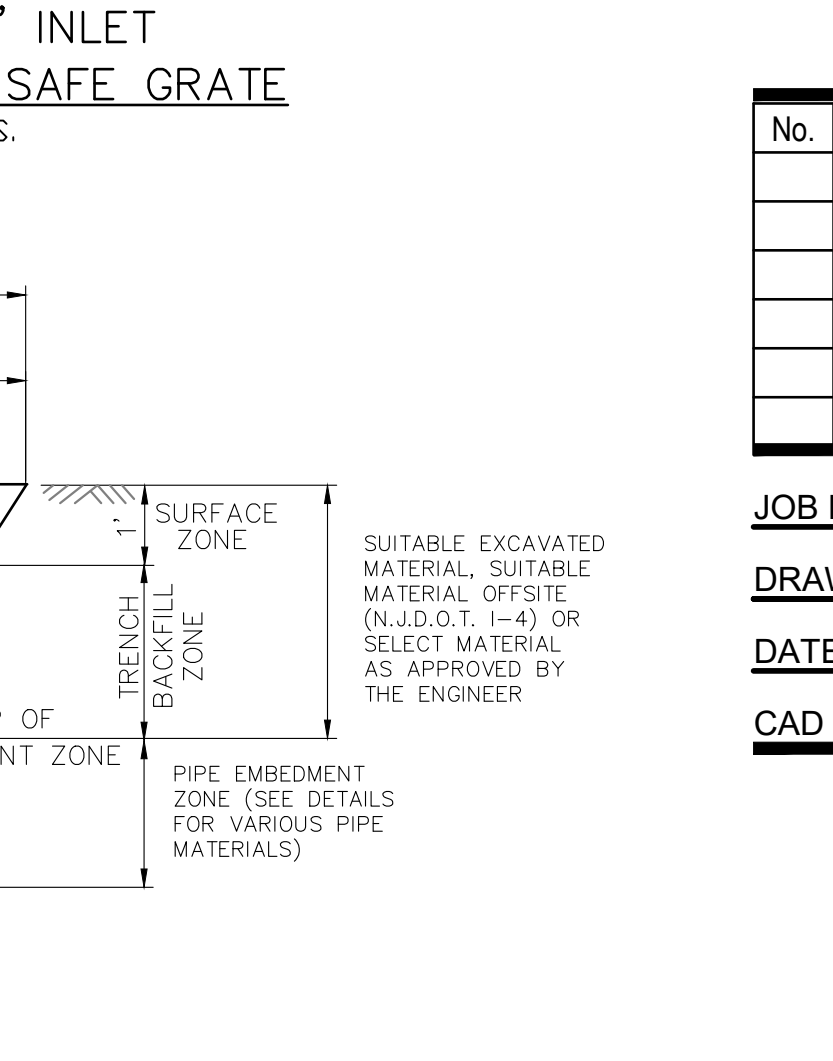 INLET
SAFE GRATE
S.
No.
1'
SURFACE
ZONE
TRENCH
BACKFILL
ZONE
SUITABLE EXCAVATED
MATERIAL, SUITABLE
MATERIAL OFFSITE
(N.J.D.O.T. I-4) OR
SELECT MATERIAL
AS APPROVED BY
THE ENGINEER
OF
NT ZONE
PIPE EMBEDMENT
ZONE (SEE DETAILS
FOR VARIOUS PIPE
MATERIALS)
JOB
DRAW
DATE
CAD